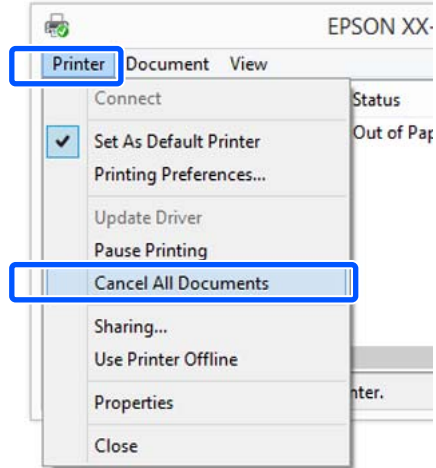 EPSON XX-
Printer Document View
Connect
Status
Set As Default Printer
Out of Pap
Printing Preferences...
Update Driver
Pause Printing
Cancel All Documents
Sharing...
Use Printer Offline
Properties
nter.
Close